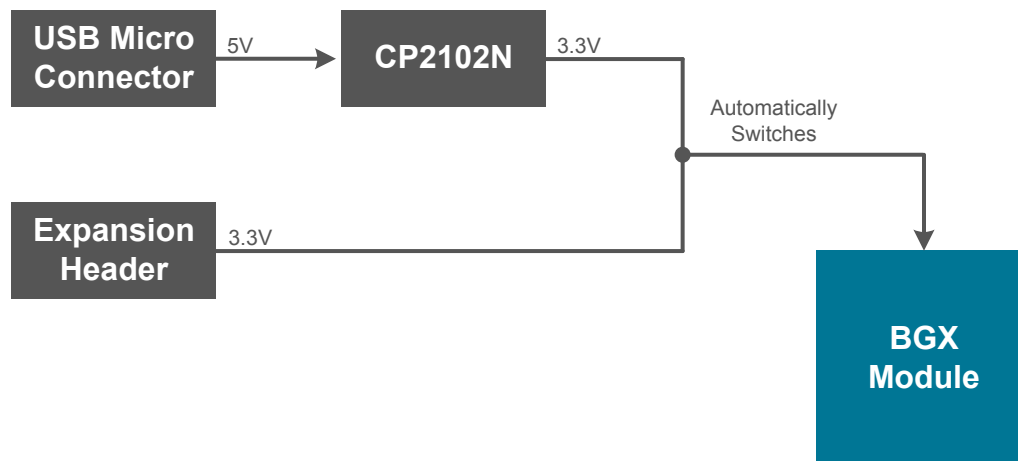 USB Micro
Connector
5V
CP2102N
3.3V
Automatically
Switches
Expansion
Header
3.3V
BGX
Module